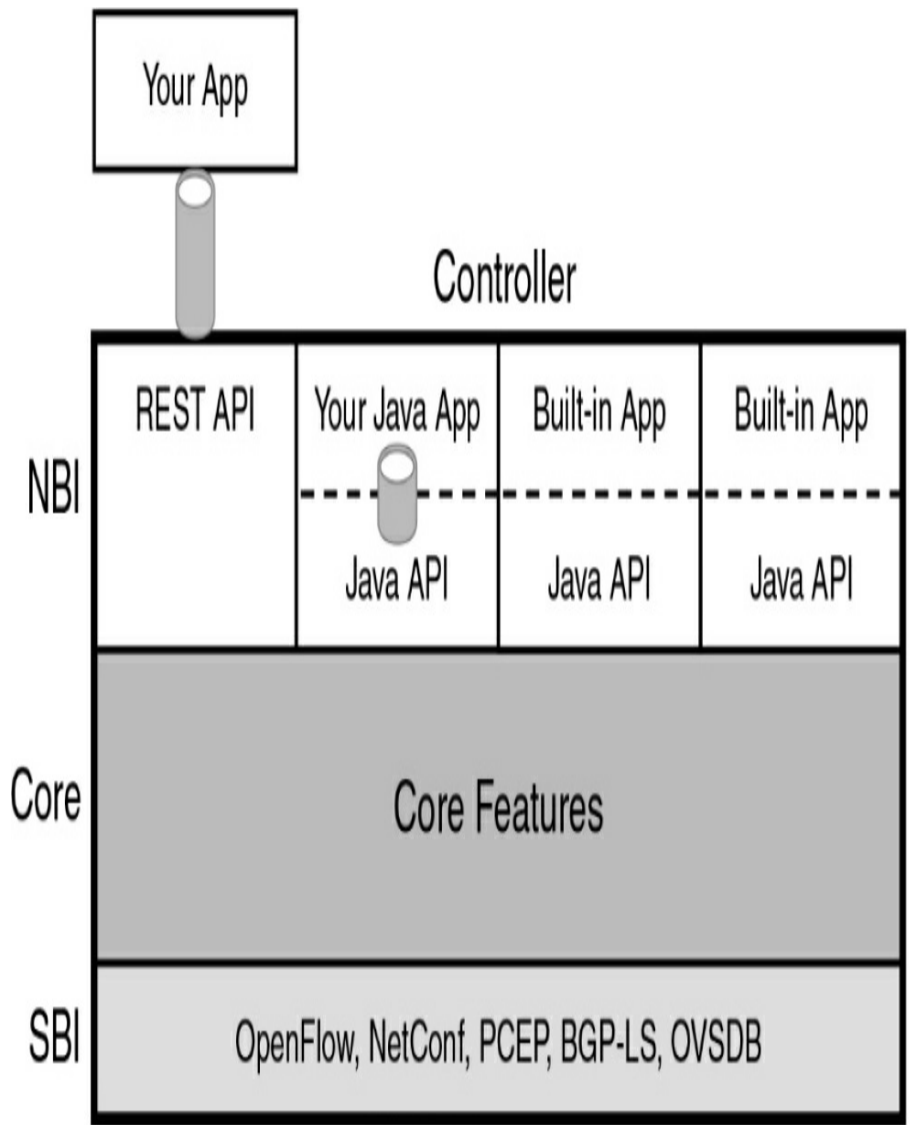 Your App
Controller
REST API
Your Java App
Built-in App
Built-in App
NBI
Java API
Java API
Java API
Core
Core Features
SBI
OpenFlow, NetConf, PCEP, BGP-LS, OVSDB